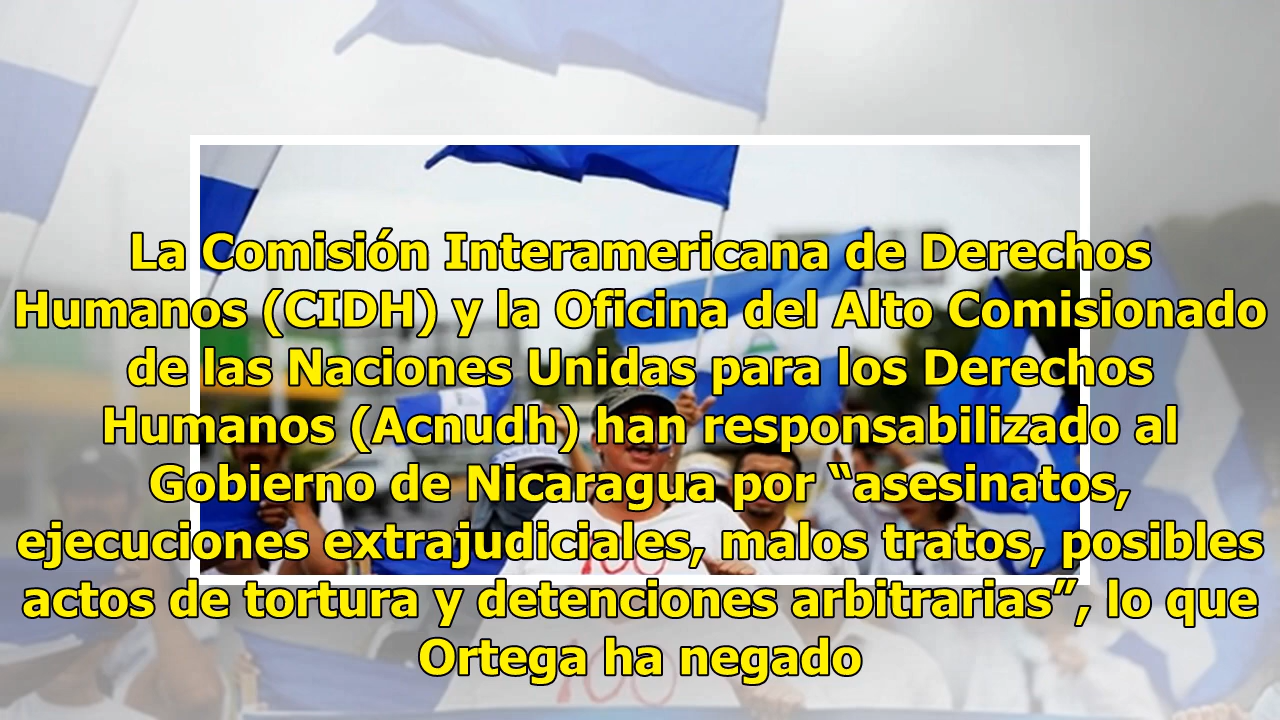 La Comisión Interamericana de Derechos
Humanos (CIDH) y la Oficina del Alto Comisionado
de las Naciones Unidas para los Derechos
Humanos (Acnudh) han responsabilizado al
Gobierno de Nicaragua por “asesinatos,
ejecuciones extrajudiciales, malos tratos, posibles
actos de tortura y detenciones arbitrarias”, lo que
Ortega ha negado
100
100